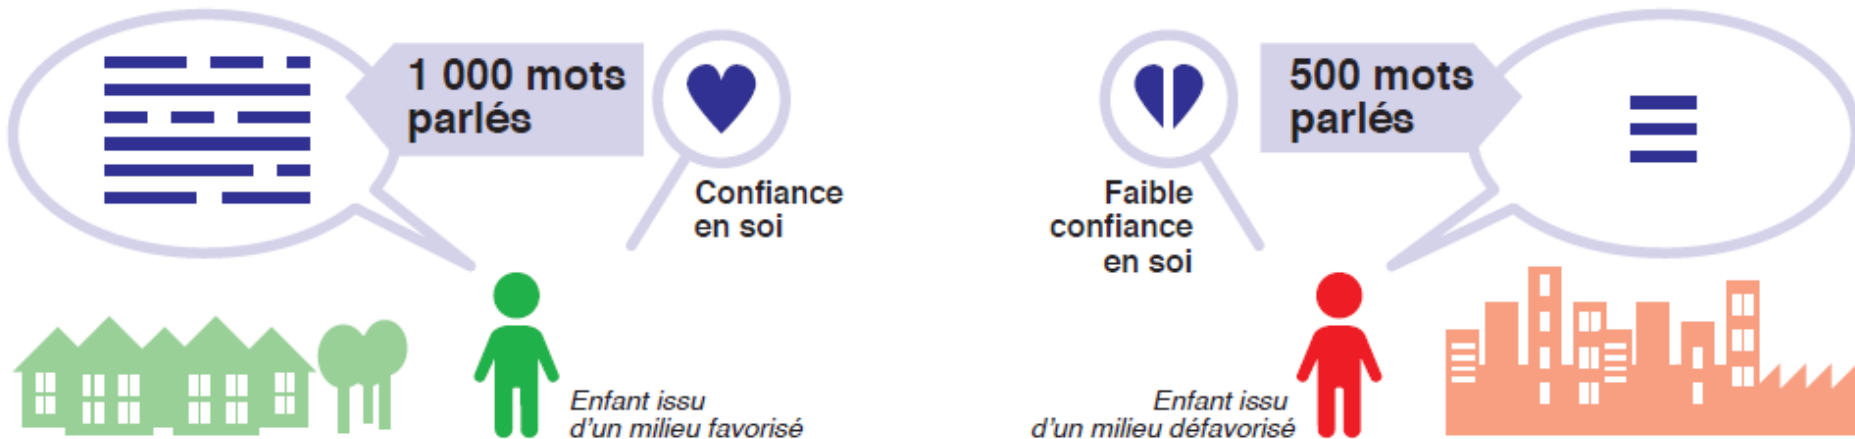 1 000 mots
parlés
Confiance
en soi
Enfant issu
d'un milieu favorisé
500 mots
parlés
Faible
confiance
en soi
Enfant issu
d'un milieu défavorisé